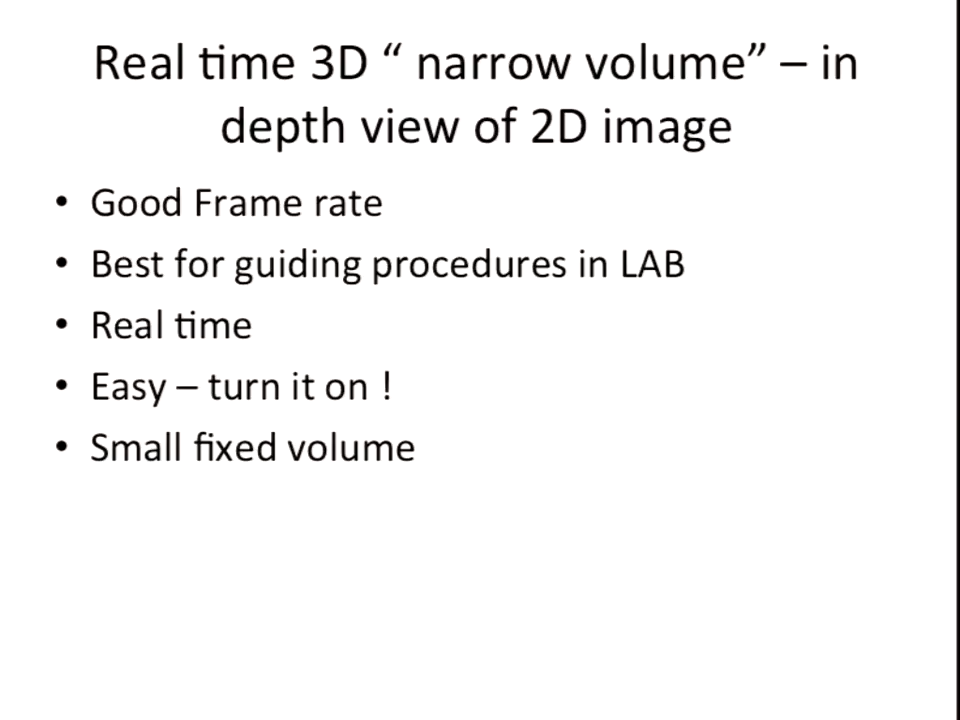 Real time 3D “ narrow volume” – in
depth view of 2D image
• Good Frame rate
• Best for guiding procedures in LAB
• Real time
• Easy – turn it on !
• Small fixed volume